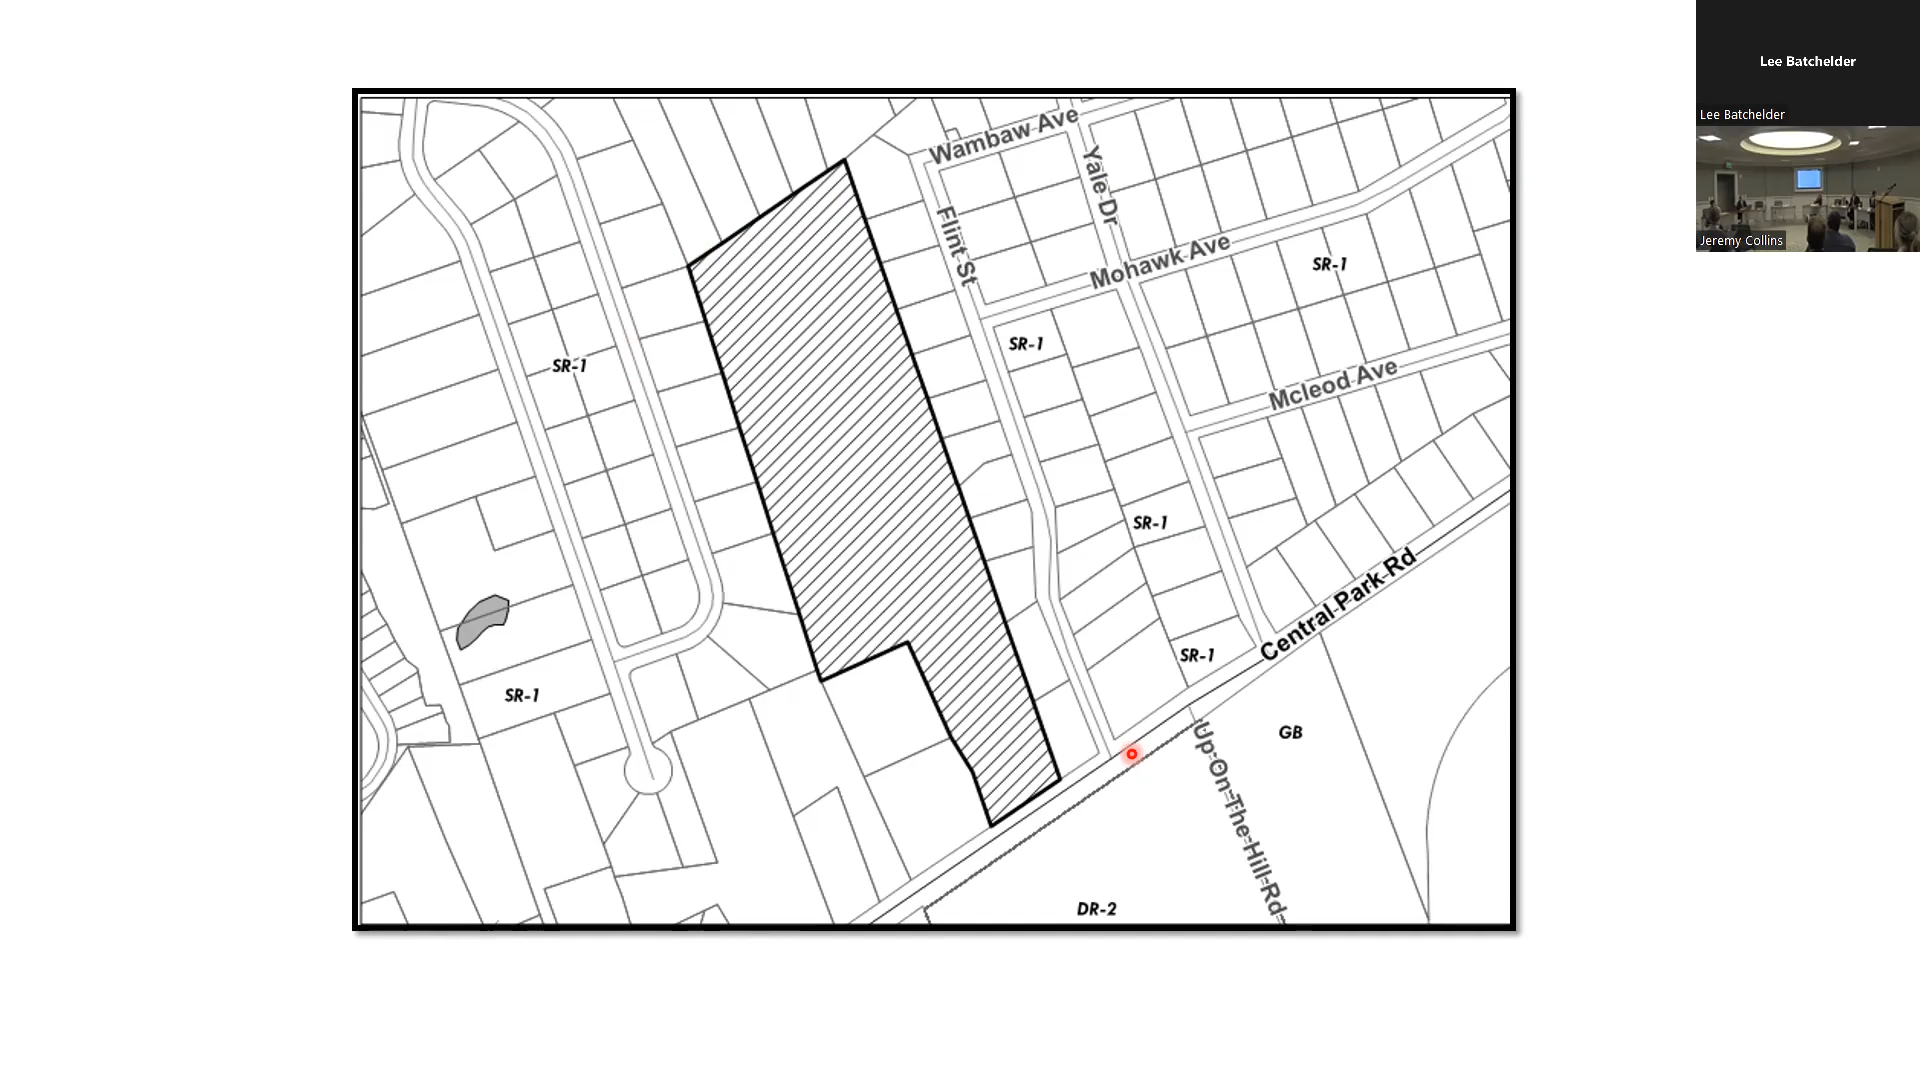 Lee Batchelder
Lee Batchelder
Jeremy Collins
Wambaw Ave
Yale Dr
Flint St
Mohawk Ave
SR-1
SR-1
SR-1
Mcleod Ave
SR-1
Central Park Rd
SR-1
SR-1
GB
Up On The Hill Rd
DR-2